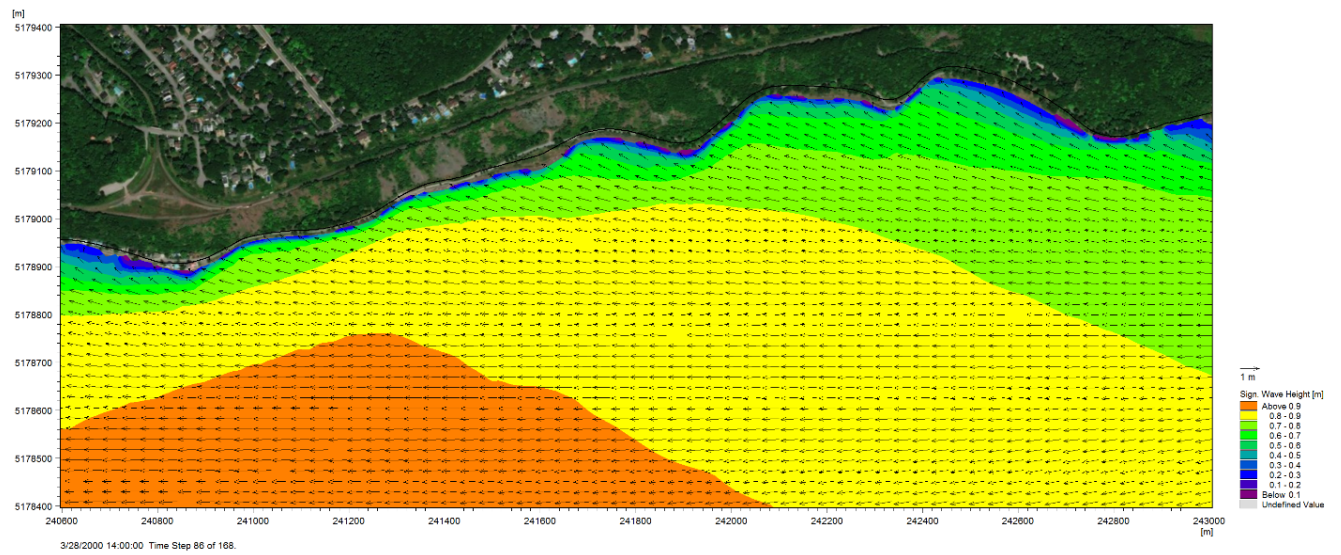 [m]
5179400
5179300
5179200
5179100
5179000
5178900
5178800
5178700
5178600
5178500
5178400
240600 240800 241000 241200 241400 241600 241800 242000 242200 242400 242600 242800 243000
[m]
3/28/2000 14:00:00 Time Step 86 of 168.
1 m
Sign. Wave Height [m]
Above 0.9
0.8 - 0.9
0.7 - 0.8
0.6 - 0.7
0.5 - 0.6
0.4 - 0.5
0.3 - 0.4
0.2 - 0.3
0.1 - 0.2
Below 0.1
Undefined Value